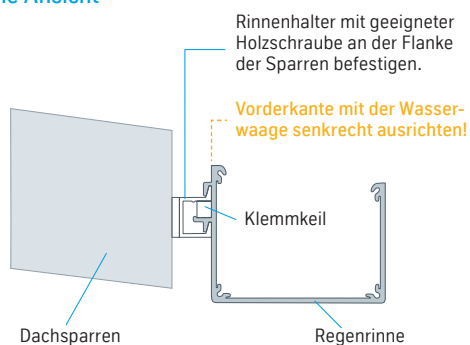 Ansicht
Rinnenhalter mit geeigneter
Holzschraube an der Flanke
der Sparren befestigen.
Vorderkante mit der Wasser-
waage senkrecht ausrichten!
Klemmkeil
Dachsparren
Regenrinne